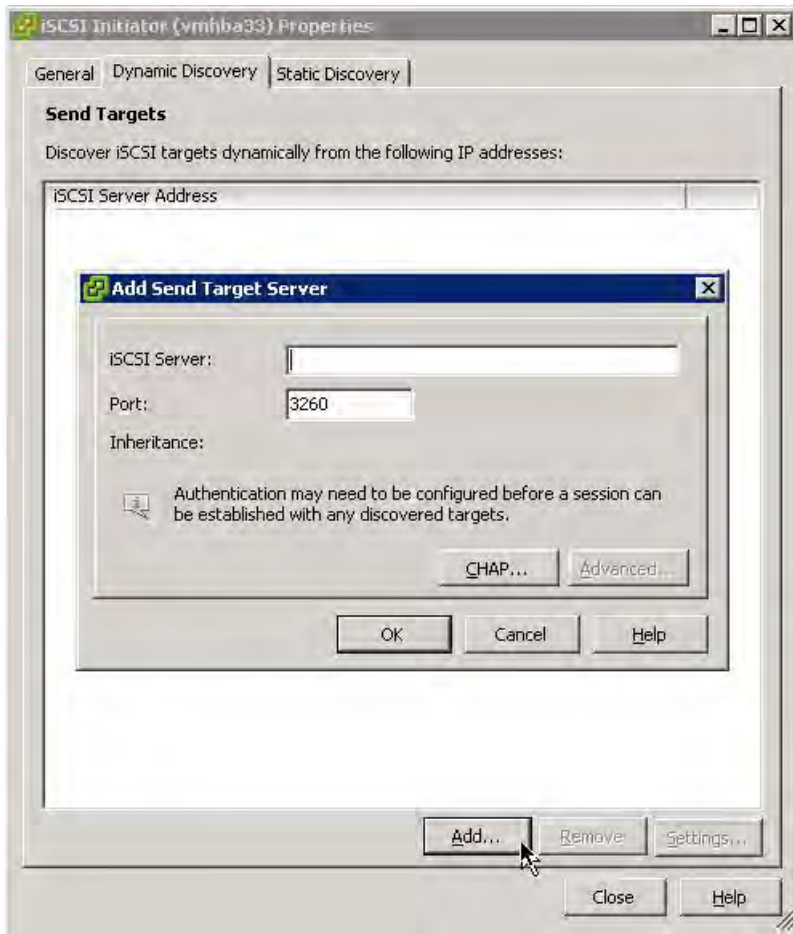 iSCSI Initiator (vmhba33) Properties
General Dynamic Discovery Static Discovery
Send Targets
Discover iSCSI targets dynamically from the following IP addresses:
iSCSI Server Address
Add Send Target Server
iSCSI Server:
Port: 3260
Inheritance:
Authentication may need to be configured before a session can
be established with any discovered targets.
CHAP... Advanced...
OK Cancel Help
Add... Remove Settings...
Close Help